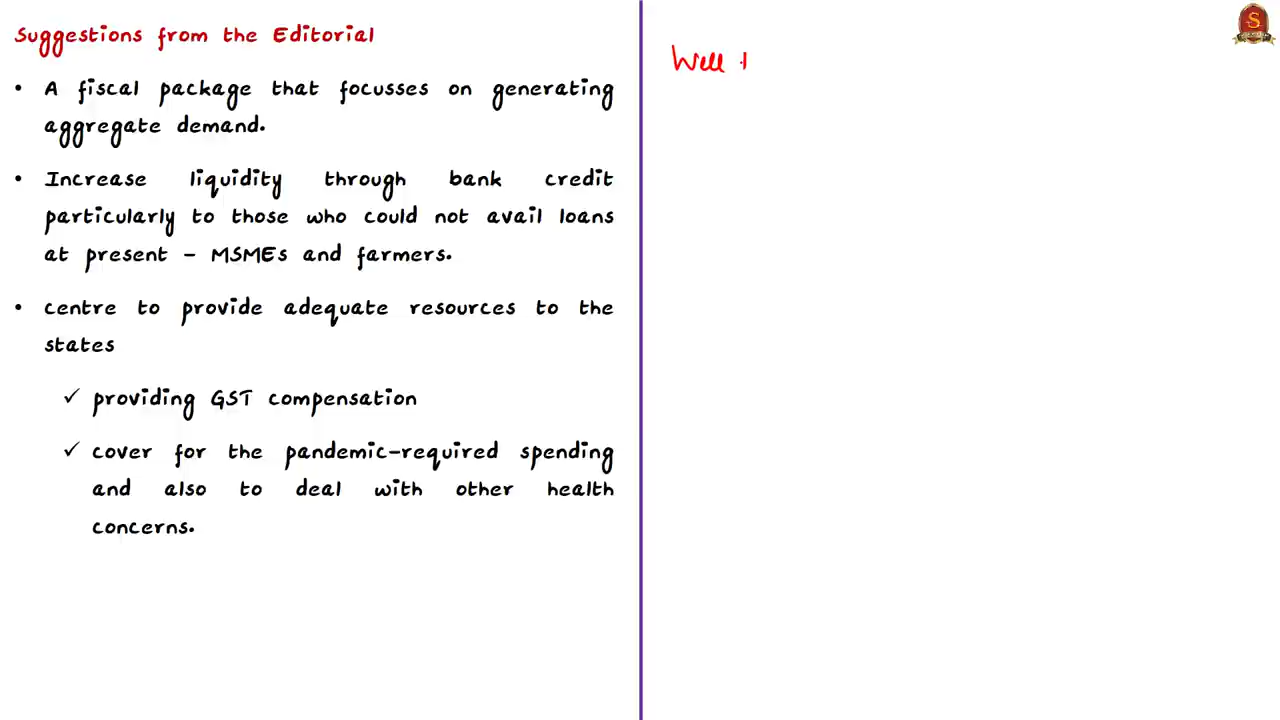 Suggestions from the Editorial
• A fiscal package that focusses on generating
aggregate demand.
• Increase liquidity through bank credit
particularly to those who could not avail loans
at present – MSMEs and farmers.
• centre to provide adequate resources to the
states
✓ providing GST compensation
✓ cover for the pandemic-required spending
and also to deal with other health
concerns.
Well